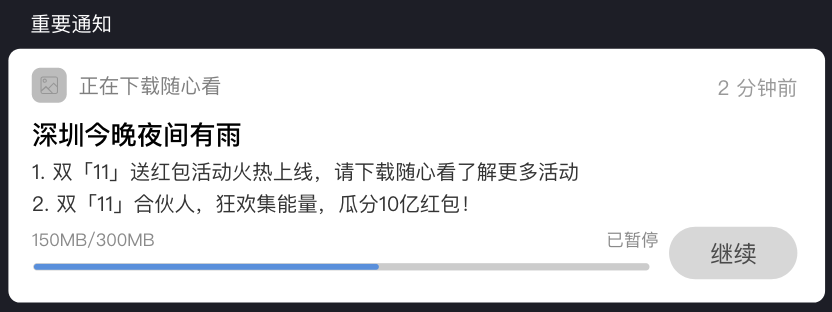 重要通知
正在下载随心看
2 分钟前
深圳今晚夜间有雨
1. 双「11」送红包活动火热上线，请下载随心看了解更多活动
2. 双「11」合伙人，狂欢集能量，瓜分10亿红包！
150MB/300MB
已暂停
继续